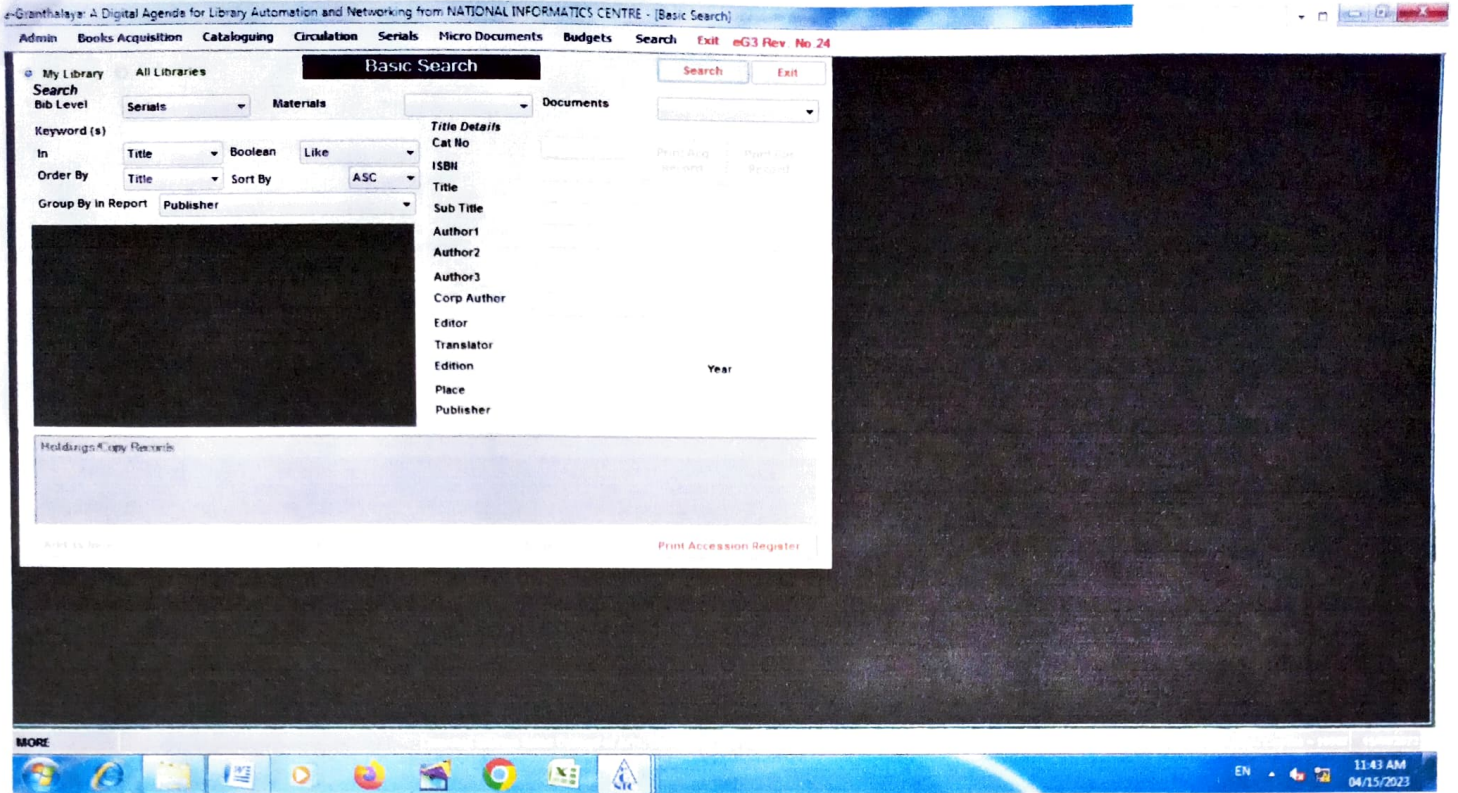 e-Granthalaya: A Digital Agenda for Library Automation and Networking from NATIONAL INFORMATICS CENTRE - [Basic Search]
Admin Books Acquisition Cataloguing Circulation Serials Micro Documents Budgets Search Exit eG3 Rev. No.24
My Library All Libraries Basic Search Search Exit
Search
Bib Level Serials Materials Documents
Keyword (s) Title Details
Cat No
In Title Boolean Like
ISBN
Order By Title Sort By ASC
Title
Group By in Report Publisher
Sub Title
Author1
Author2
Author3
Corp Author
Editor
Translator
Edition Year
Place
Publisher
Holdings/Copy Records
Print Accession Register
MORE
EN 11:43 AM
04/15/2023